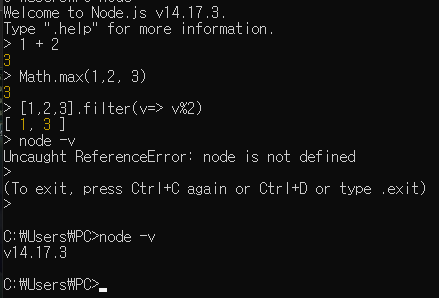 Welcome to Node.js v14.17.3.
Type ".help" for more information.
> 1 + 2
3
> Math.max(1,2, 3)
3
> [1,2,3].filter(v=> v%2)
[ 1, 3 ]
> node -v
Uncaught ReferenceError: node is not defined
>
(To exit, press Ctrl+C again or Ctrl+D or type .exit)
>
C:₩Users₩PC>node -v
v14.17.3
C:₩Users₩PC>